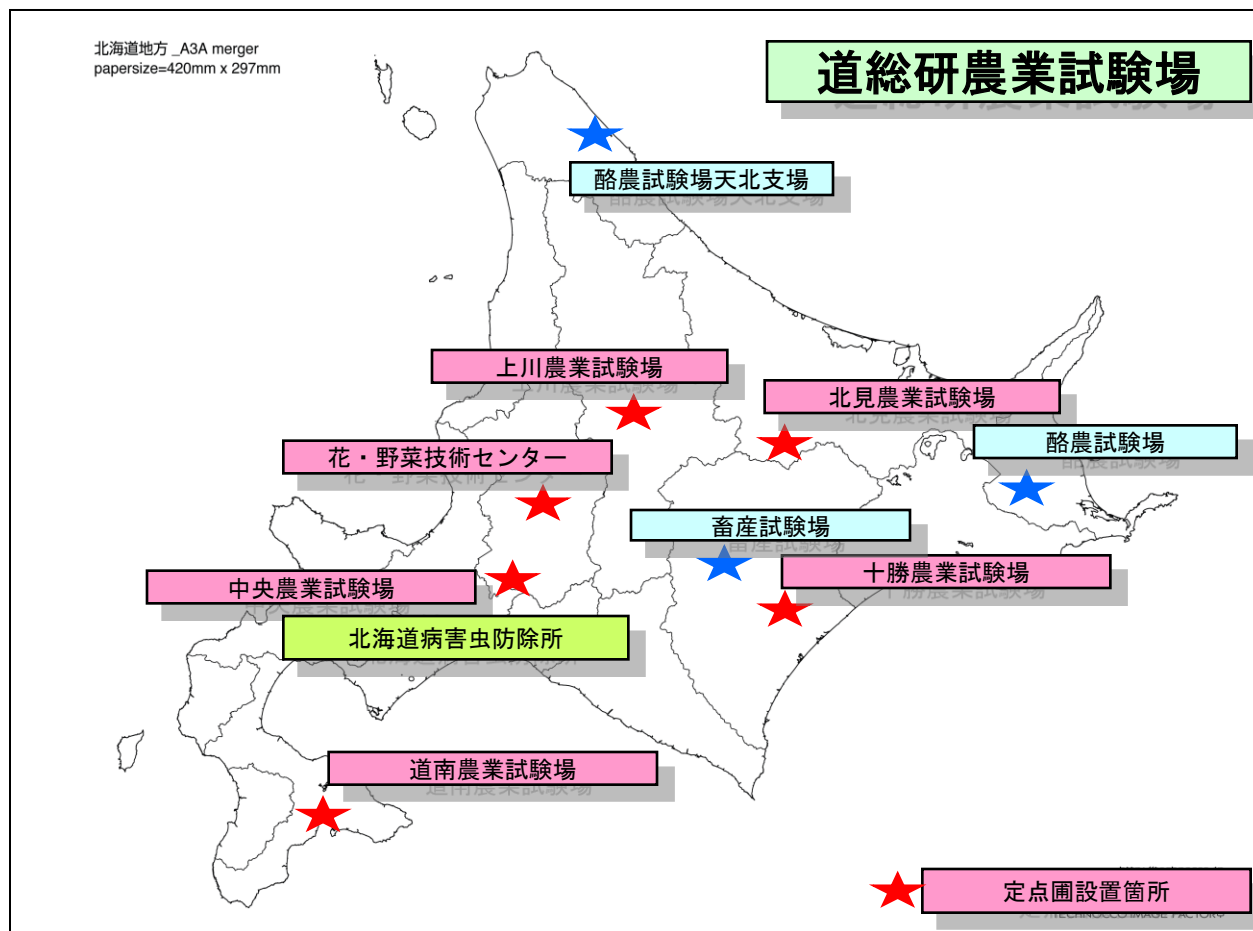 北海道地方 _A3A merger
papersize=420mm x 297mm
道総研農業試験場
酪農試験場天北支場
上川農業試験場
北見農業試験場
花・野菜技術センター
酪農試験場
畜産試験場
十勝農業試験場
中央農業試験場
北海道病害虫防除所
道南農業試験場
定点圃設置箇所
TECHNOCCO IMAGE FACTORY